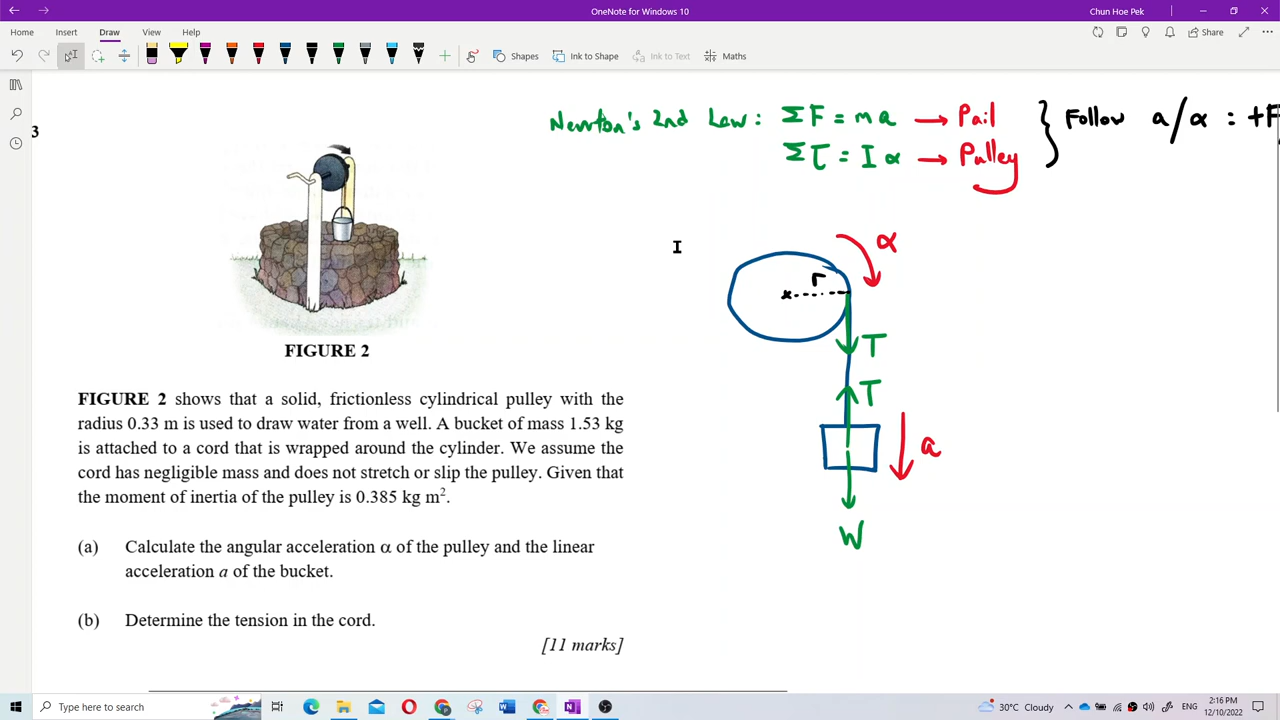 OneNote for Windows 10
Chun Hoe Pek
Home Insert Draw View Help
Share
Shapes Ink to Shape Ink to Text Maths
3
Newton's 2nd Law: ΣF = ma → Pail
Στ = Iα → Pulley
} Follow a/α : +F
α
r
T
T
a
W
FIGURE 2
FIGURE 2 shows that a solid, frictionless cylindrical pulley with the
radius 0.33 m is used to draw water from a well. A bucket of mass 1.53 kg
is attached to a cord that is wrapped around the cylinder. We assume the
cord has negligible mass and does not stretch or slip the pulley. Given that
the moment of inertia of the pulley is 0.385 kg m².
(a) Calculate the angular acceleration α of the pulley and the linear
acceleration a of the bucket.
(b) Determine the tension in the cord.
[11 marks]
Type here to search
30°C Cloudy
ENG
2:16 PM
12/10/2022